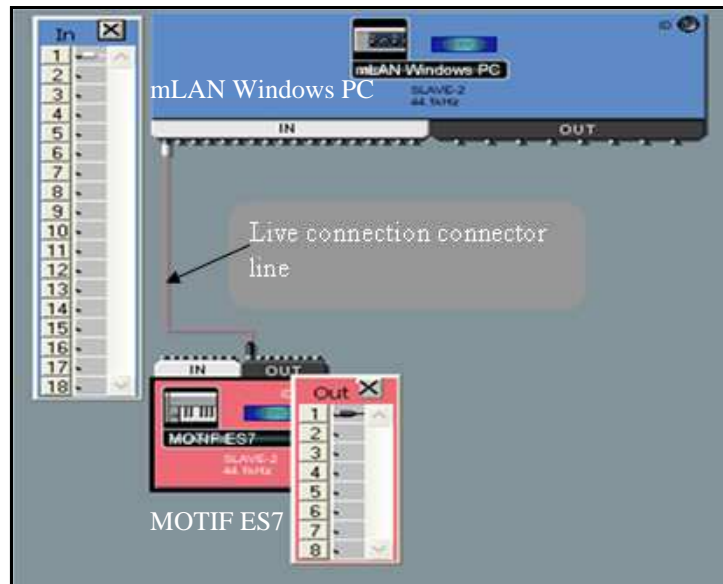 In
1
2
3
4
5
6
7
8
9
10
11
12
13
14
15
16
17
18
ID
mLAN Windows PC
mLAN Windows PC
SLAVE-2
44.1kHz
IN OUT
Live connection connector
line
IN OUT
MOTIF ES7
SLAVE-2
44.1kHz
MOTIF ES7
Out
1
2
3
4
5
6
7
8